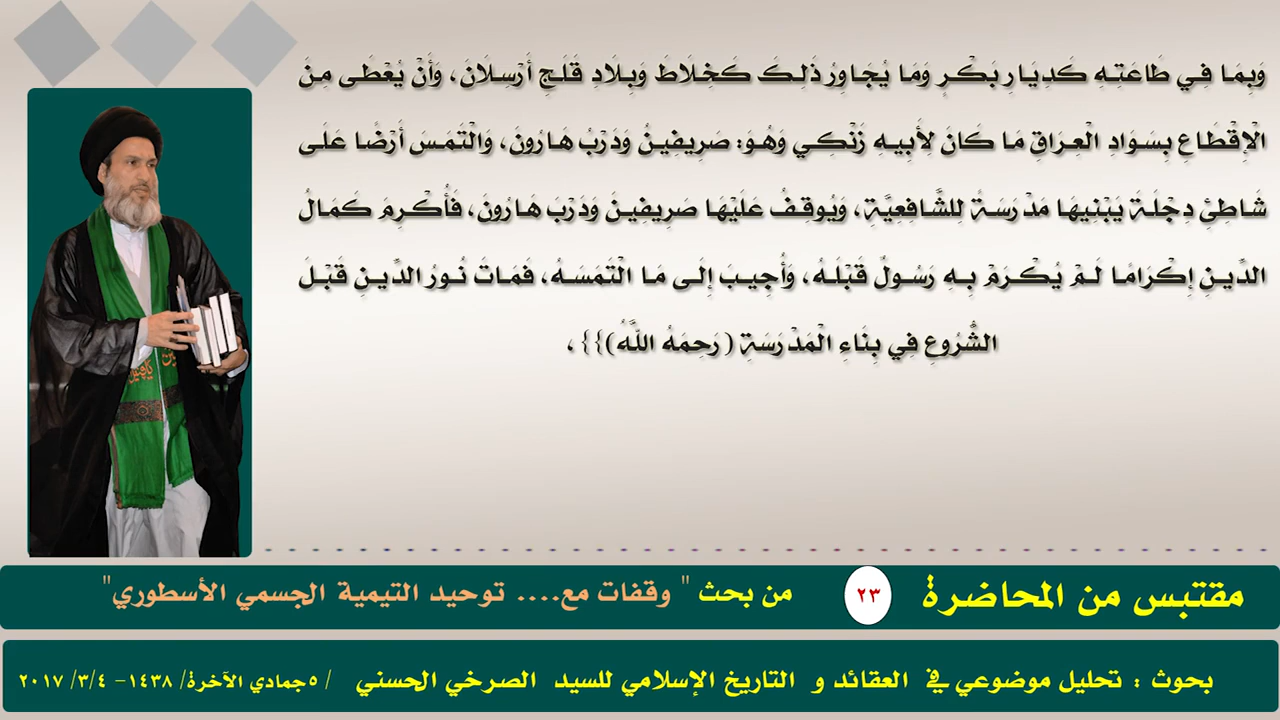 وَبِمَا فِي طَاعَتِهِ كَدِيَارِ بَكْرٍ وَمَا يُجَاوِرُ ذَلِكَ كَخِلَاطَ وَبِلَادِ قَلَجِ أَرْسِلَانَ، وَأَنْ يُعْطَى مِنَ
الْإِقْطَاعِ بِسَوَادِ الْعِرَاقِ مَا كَانَ لِأَبِيهِ زَنْكِي وَهُوَ: صَرِيفِينُ وَدَرْبُ هَارُونَ، وَالْتَمَسَ أَرْضًا عَلَى
شَاطِئِ دِجْلَةَ يَبْنِيهَا مَدْرَسَةً لِلشَّافِعِيَّةِ، وَيُوقِفُ عَلَيْهَا صَرِيفِينَ وَدَرْبَ هَارُونَ، فَأُكْرِمَ كَمَالُ
الدِّينِ إِكْرَامًا لَمْ يُكْرَمْ بِهِ رَسُولٌ قَبْلَهُ، وَأُجِيبَ إِلَى مَا الْتَمَسَهُ، فَمَاتَ نُورُ الدِّينِ قَبْلَ
الشُّرُوعِ فِي بِنَاءِ الْمَدْرَسَةِ (رَحِمَهُ اللَّهُ)}}،
مقتبس من المحاضرة ٢٣ من بحث " وقفات مع.... توحيد التيمية الجسمي الأسطوري"
بحوث : تحليل موضوعي في العقائد و التاريخ الإسلامي للسيد الصرخي الحسني / ٥جمادي الآخرة/ ١٤٣٨- ٣/٤/ ٢٠١٧